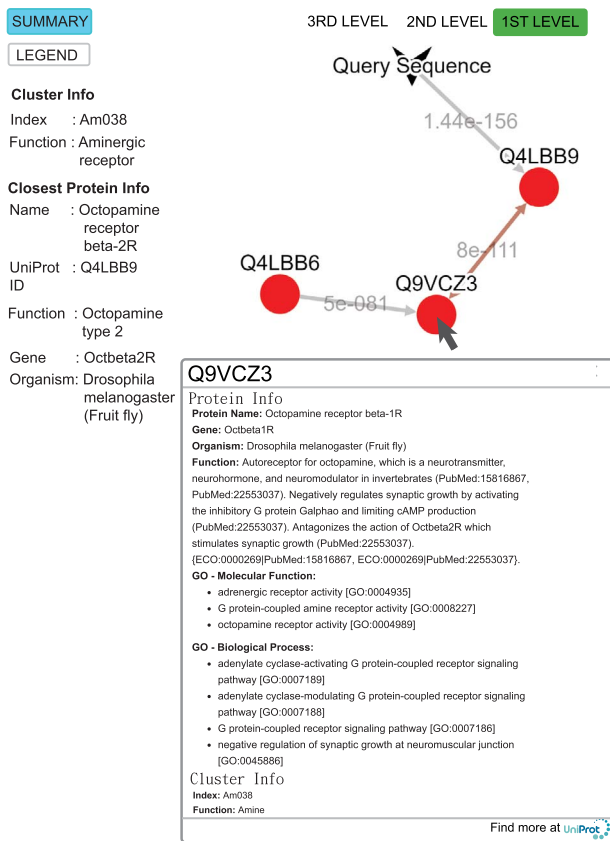 SUMMARY
3RD LEVEL 2ND LEVEL 1ST LEVEL
LEGEND
Query Sequence
1.44e-156
Q4LBB9
8e-111
Q4LBB6
Q9VCZ3
5e-081
Cluster Info
Index : Am038
Function : Aminergic
receptor
Closest Protein Info
Name : Octopamine
receptor
beta-2R
UniProt : Q4LBB9
ID
Function : Octopamine
type 2
Gene : Octbeta2R
Organism: Drosophila
melanogaster
(Fruit fly)
Q9VCZ3
Protein Info
Protein Name: Octopamine receptor beta-1R
Gene: Octbeta1R
Organism: Drosophila melanogaster (Fruit fly)
Function: Autoreceptor for octopamine, which is a neurotransmitter,
neurohormone, and neuromodulator in invertebrates (PubMed:15816867,
PubMed:22553037). Negatively regulates synaptic growth by activating
the inhibitory G protein Galphao and limiting cAMP production
(PubMed:22553037). Antagonizes the action of Octbeta2R which
stimulates synaptic growth (PubMed:22553037).
{ECO:0000269|PubMed:15816867, ECO:0000269|PubMed:22553037}.
GO - Molecular Function:
• adrenergic receptor activity [GO:0004935]
• G protein-coupled amine receptor activity [GO:0008227]
• octopamine receptor activity [GO:0004989]
GO - Biological Process:
• adenylate cyclase-activating G protein-coupled receptor signaling
pathway [GO:0007189]
• adenylate cyclase-modulating G protein-coupled receptor signaling
pathway [GO:0007188]
• G protein-coupled receptor signaling pathway [GO:0007186]
• negative regulation of synaptic growth at neuromuscular junction
[GO:0045886]
Cluster Info
Index: Am038
Function: Amine
Find more at UniProt